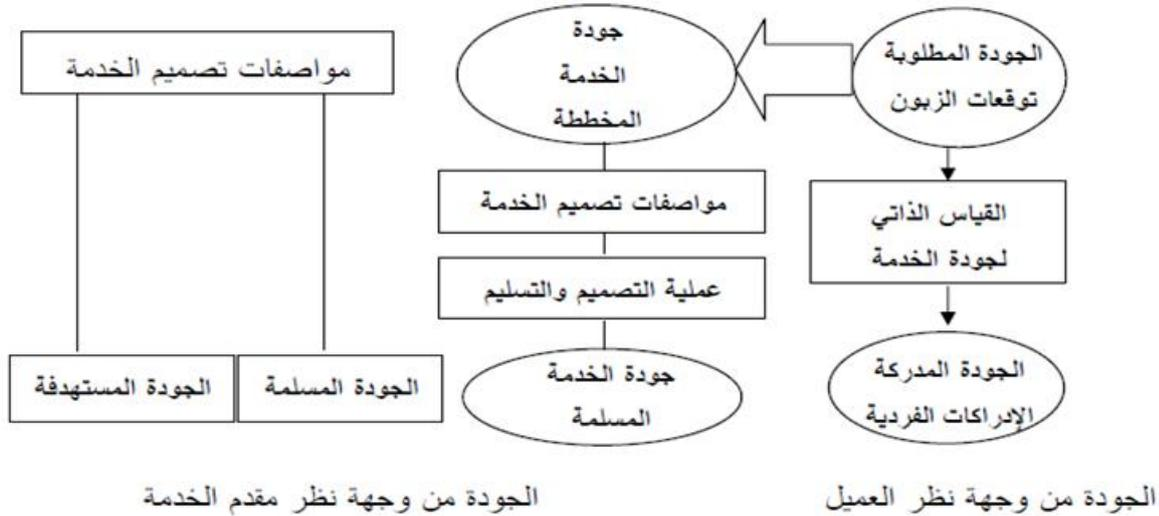 الجودة المطلوبة
توقعات الزبون
القياس الذاتي
لجودة الخدمة
الجودة المدركة
الإدراكات الفردية
جودة
الخدمة
المخططة
مواصفات تصميم الخدمة
عملية التصميم والتسليم
جودة الخدمة
المسلمة
مواصفات تصميم الخدمة
الجودة المسلمة
الجودة المستهدفة
الجودة من وجهة نظر العميل
الجودة من وجهة نظر مقدم الخدمة